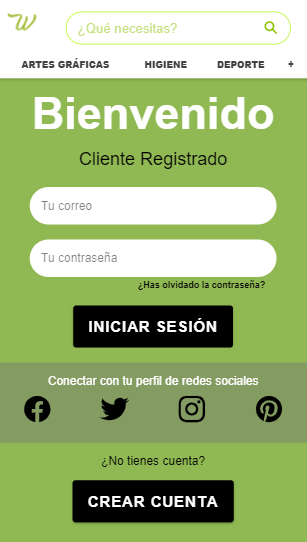 W
¿Qué necesitas?
ARTES GRÁFICAS HIGIENE DEPORTE +
Bienvenido
Cliente Registrado
Tu correo
Tu contraseña
¿Has olvidado la contraseña?
INICIAR SESIÓN
Conectar con tu perfil de redes sociales
¿No tienes cuenta?
CREAR CUENTA